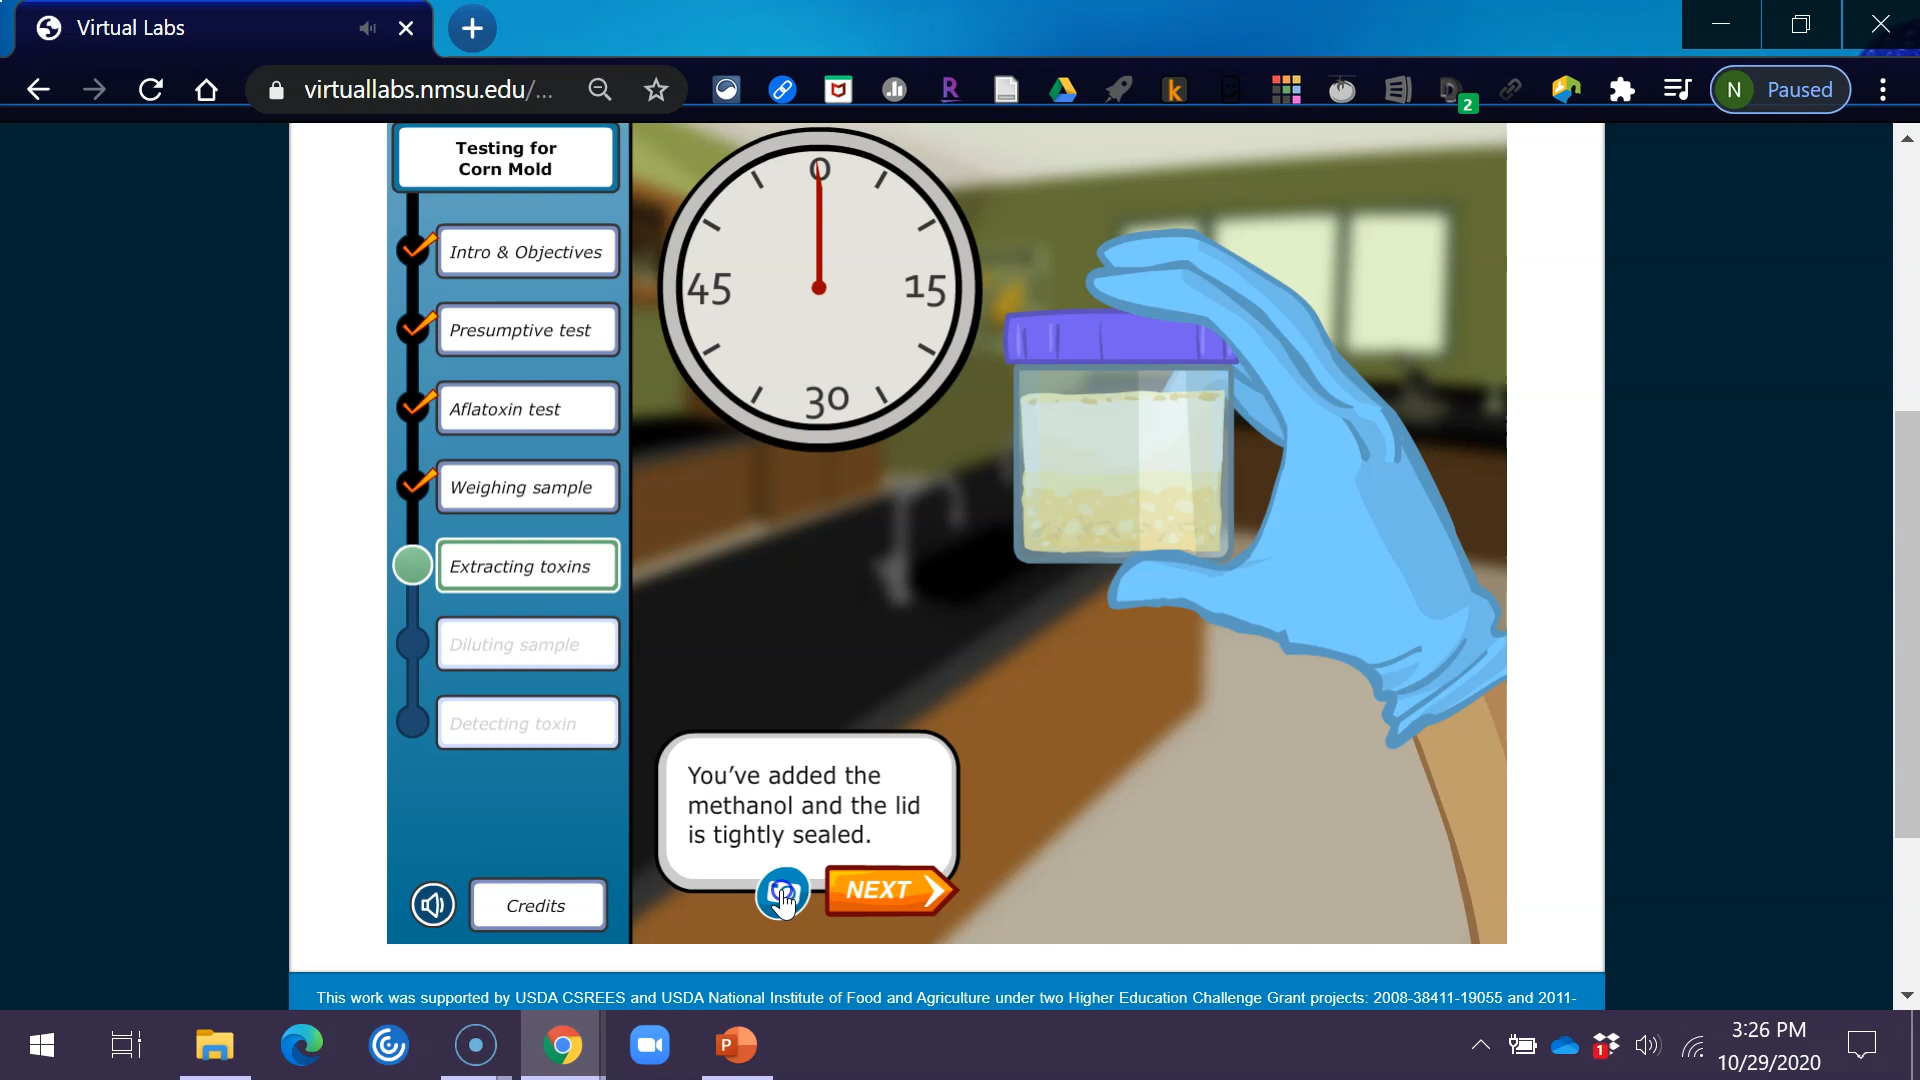 Virtual Labs
virtuallabs.nmsu.edu/...
R
k
D
2
N
Paused
Testing for
Corn Mold
Intro & Objectives
Presumptive test
Aflatoxin test
Weighing sample
Extracting toxins
Diluting sample
Detecting toxin
Credits
0
15
30
45
You've added the
methanol and the lid
is tightly sealed.
NEXT
This work was supported by USDA CSREES and USDA National Institute of Food and Agriculture under two Higher Education Challenge Grant projects: 2008-38411-19055 and 2011-
P
1
3:26 PM
10/29/2020